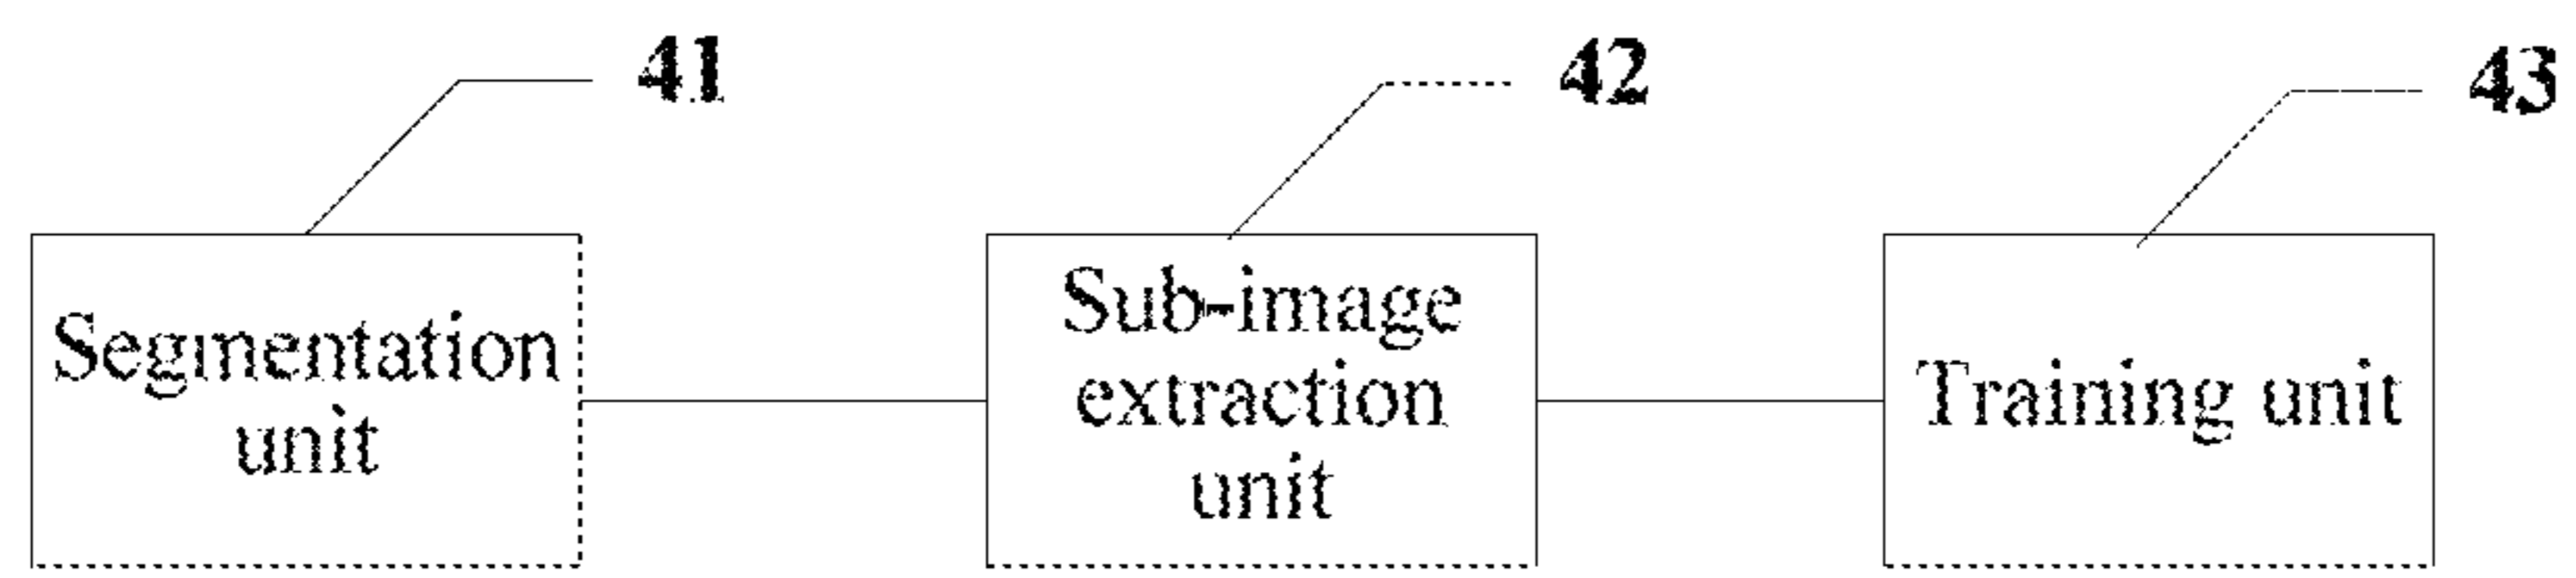 41
42
43
Segmentation
unit
Sub-image
extraction
unit
Training unit